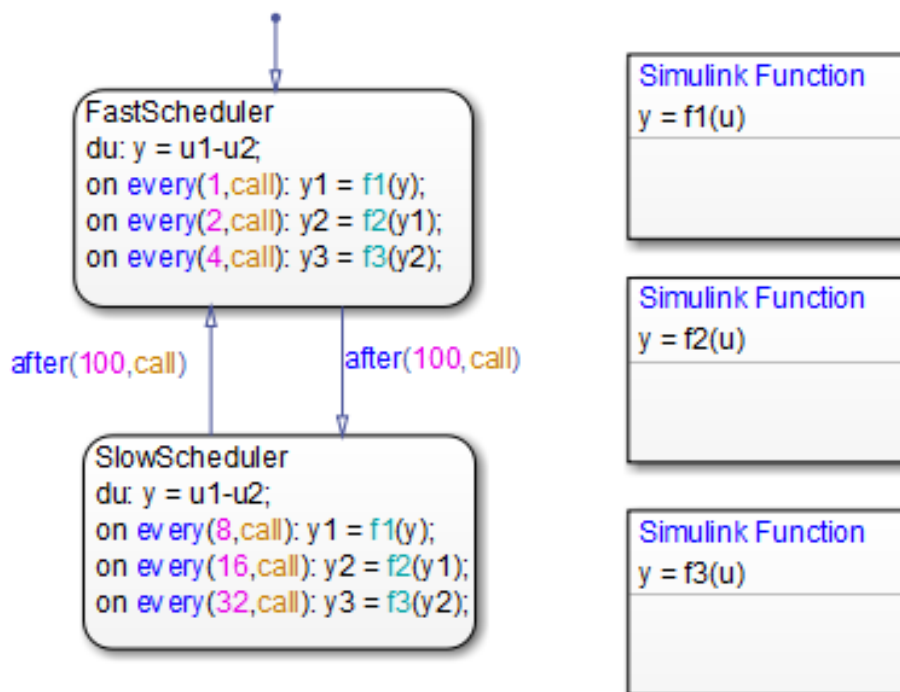 FastScheduler
du: y = u1-u2;
on every(1,call): y1 = f1(y);
on every(2,call): y2 = f2(y1);
on every(4,call): y3 = f3(y2);
after(100,call)
after(100,call)
SlowScheduler
du: y = u1-u2;
on every(8,call): y1 = f1(y);
on every(16,call): y2 = f2(y1);
on every(32,call): y3 = f3(y2);
Simulink Function
y = f1(u)
Simulink Function
y = f2(u)
Simulink Function
y = f3(u)